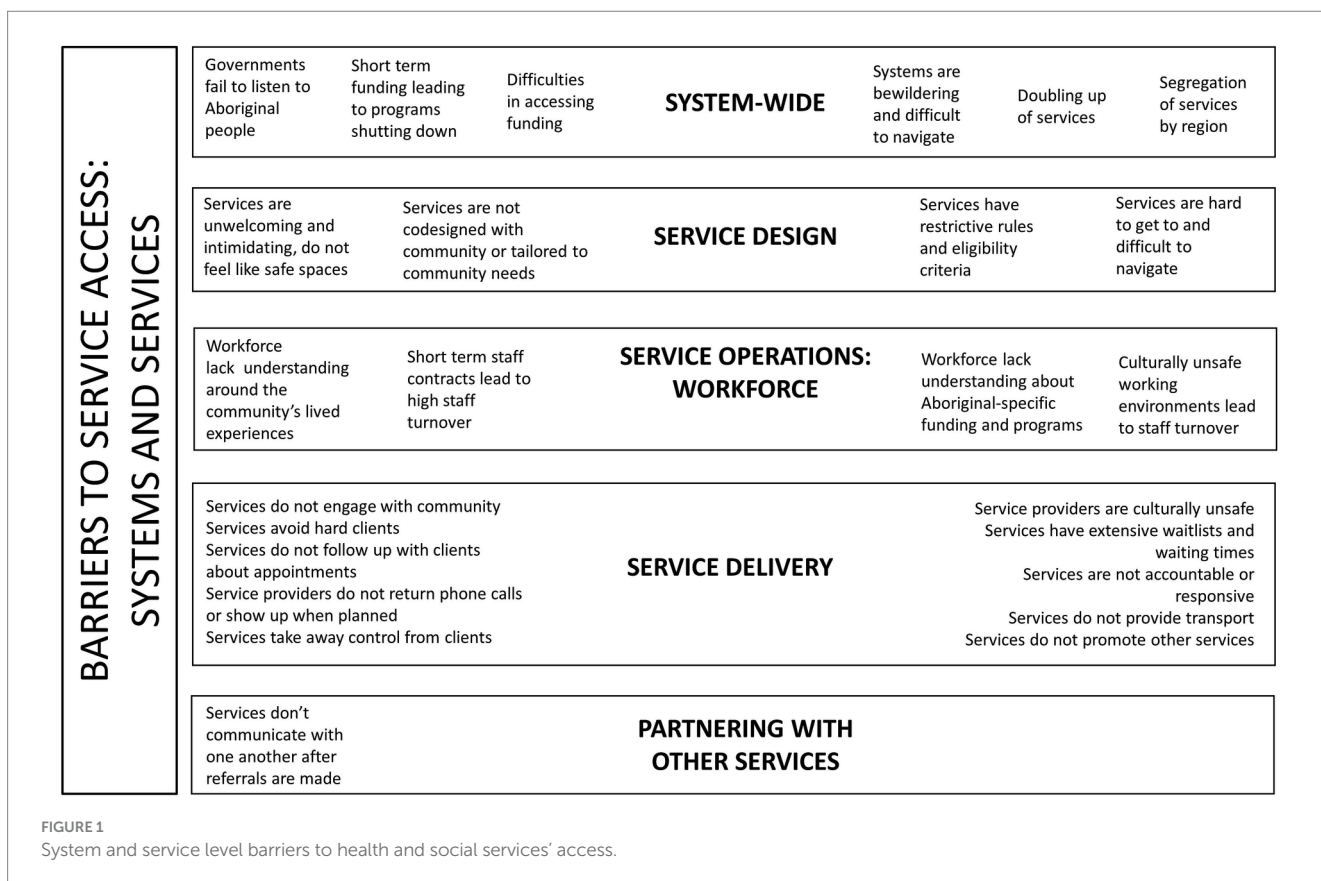 BARRIERS TO SERVICE ACCESS:
SYSTEMS AND SERVICES
Governments
fail to listen to
Aboriginal
people
Short term
funding leading
to programs
shutting down
Difficulties
in accessing
funding
SYSTEM-WIDE
Systems are
bewildering
and difficult
to navigate
Doubling up
of services
Segregation
of services
by region
Services are
unwelcoming and
intimidating, do not
feel like safe spaces
Services are not
codesigned with
community or tailored to
community needs
SERVICE DESIGN
Services have
restrictive rules
and eligibility
criteria
Services are hard
to get to and
difficult to
navigate
Workforce
lack understanding
around the
community’s lived
experiences
Short term staff
contracts lead to
high staff
turnover
SERVICE OPERATIONS:
WORKFORCE
Workforce lack
understanding about
Aboriginal-specific
funding and programs
Culturally unsafe
working
environments lead
to staff turnover
Services do not engage with community
Services avoid hard clients
Services do not follow up with clients
about appointments
Service providers do not return phone calls
or show up when planned
Services take away control from clients
SERVICE DELIVERY
Service providers are culturally unsafe
Services have extensive waitlists and
waiting times
Services are not accountable or
responsive
Services do not provide transport
Services do not promote other services
Services don’t
communicate with
one another after
referrals are made
PARTNERING WITH
OTHER SERVICES
FIGURE 1
System and service level barriers to health and social services’ access.